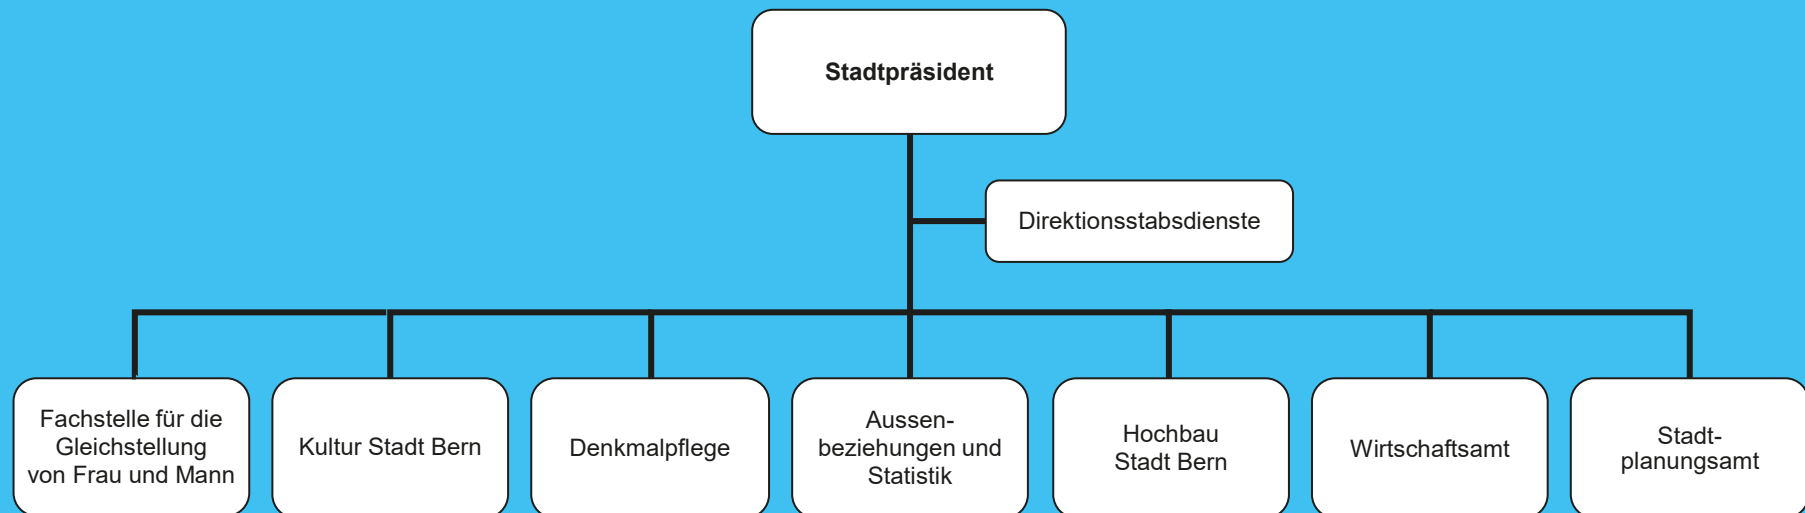 Stadtpräsident
Direktionsstabsdienste
Fachstelle für die
Gleichstellung
von Frau und Mann
Kultur Stadt Bern
Denkmalpflege
Aussen-
beziehungen und
Statistik
Hochbau
Stadt Bern
Wirtschaftsamt
Stadt-
planungsamt